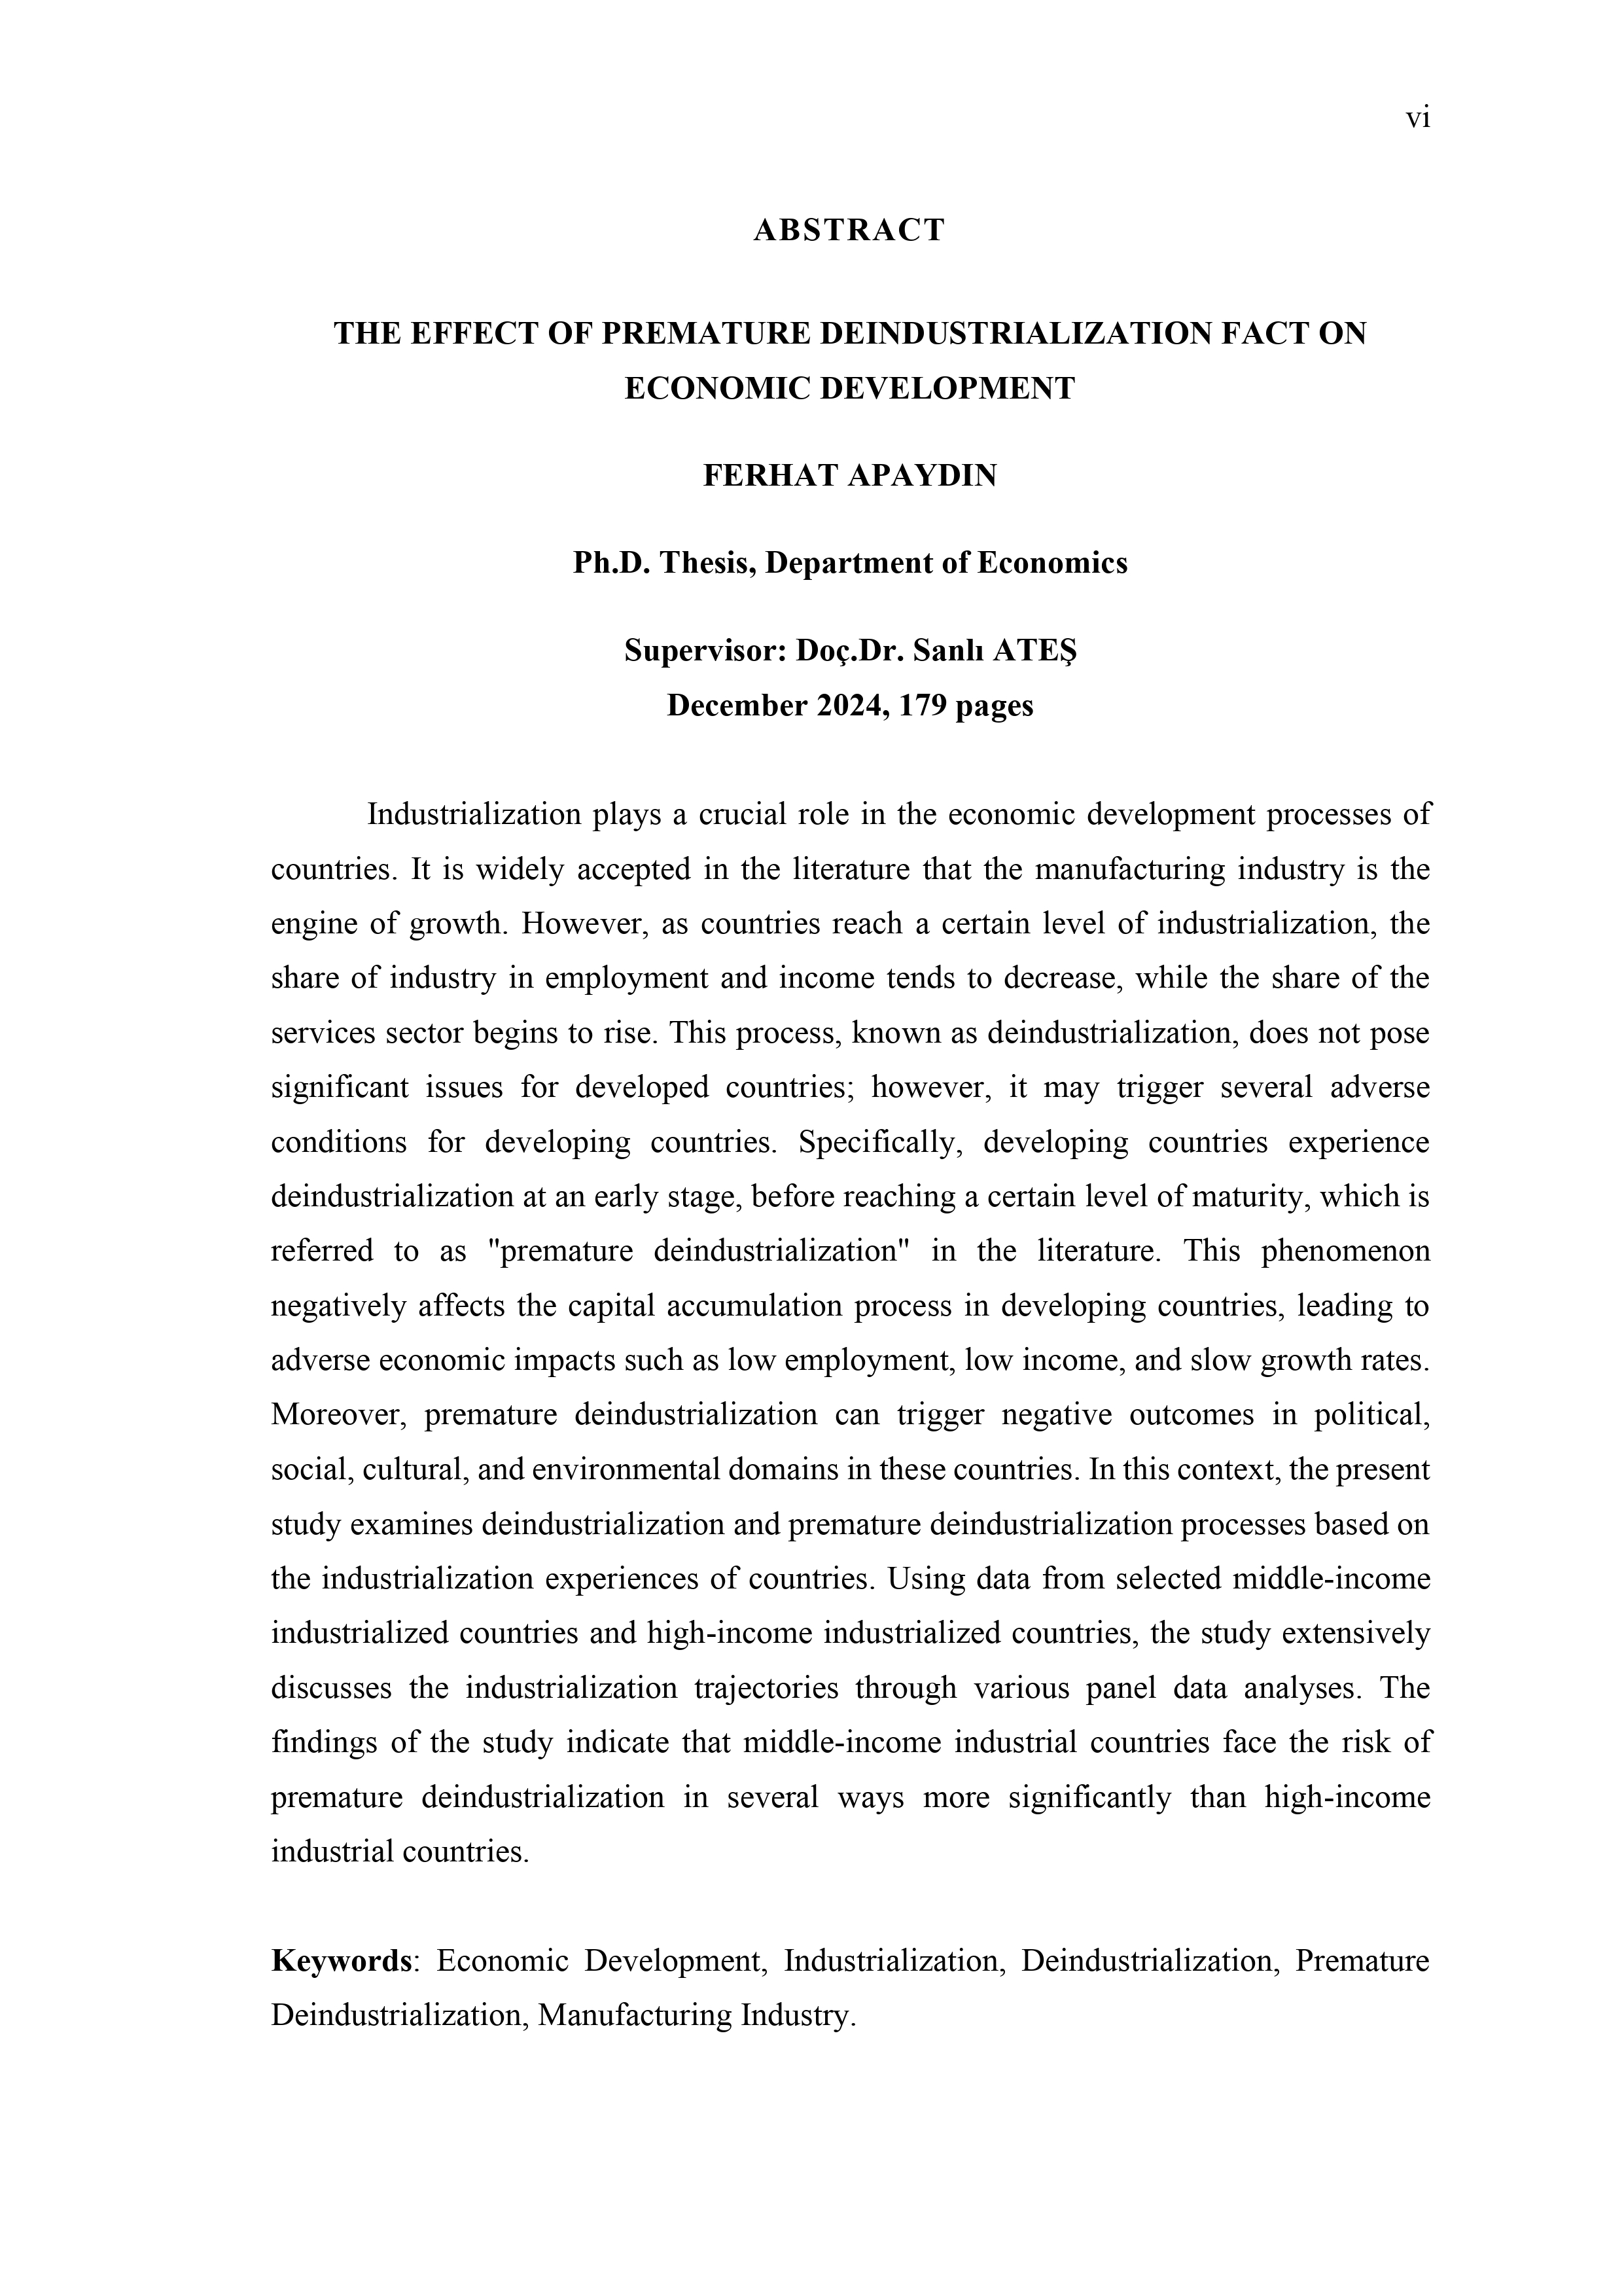 vi
ABSTRACT
THE EFFECT OF PREMATURE DEINDUSTRIALIZATION FACT ON
ECONOMIC DEVELOPMENT
FERHAT APAYDIN
Ph.D. Thesis, Department of Economics
Supervisor: Doç.Dr. Sanlı ATEŞ
December 2024, 179 pages
Industrialization plays a crucial role in the economic development processes of
countries. It is widely accepted in the literature that the manufacturing industry is the
engine of growth. However, as countries reach a certain level of industrialization, the
share of industry in employment and income tends to decrease, while the share of the
services sector begins to rise. This process, known as deindustrialization, does not pose
significant issues for developed countries; however, it may trigger several adverse
conditions for developing countries. Specifically, developing countries experience
deindustrialization at an early stage, before reaching a certain level of maturity, which is
referred to as "premature deindustrialization" in the literature. This phenomenon
negatively affects the capital accumulation process in developing countries, leading to
adverse economic impacts such as low employment, low income, and slow growth rates.
Moreover, premature deindustrialization can trigger negative outcomes in political,
social, cultural, and environmental domains in these countries. In this context, the present
study examines deindustrialization and premature deindustrialization processes based on
the industrialization experiences of countries. Using data from selected middle-income
industrialized countries and high-income industrialized countries, the study extensively
discusses the industrialization trajectories through various panel data analyses. The
findings of the study indicate that middle-income industrial countries face the risk of
premature deindustrialization in several ways more significantly than high-income
industrial countries.
Keywords: Economic Development, Industrialization, Deindustrialization, Premature
Deindustrialization, Manufacturing Industry.